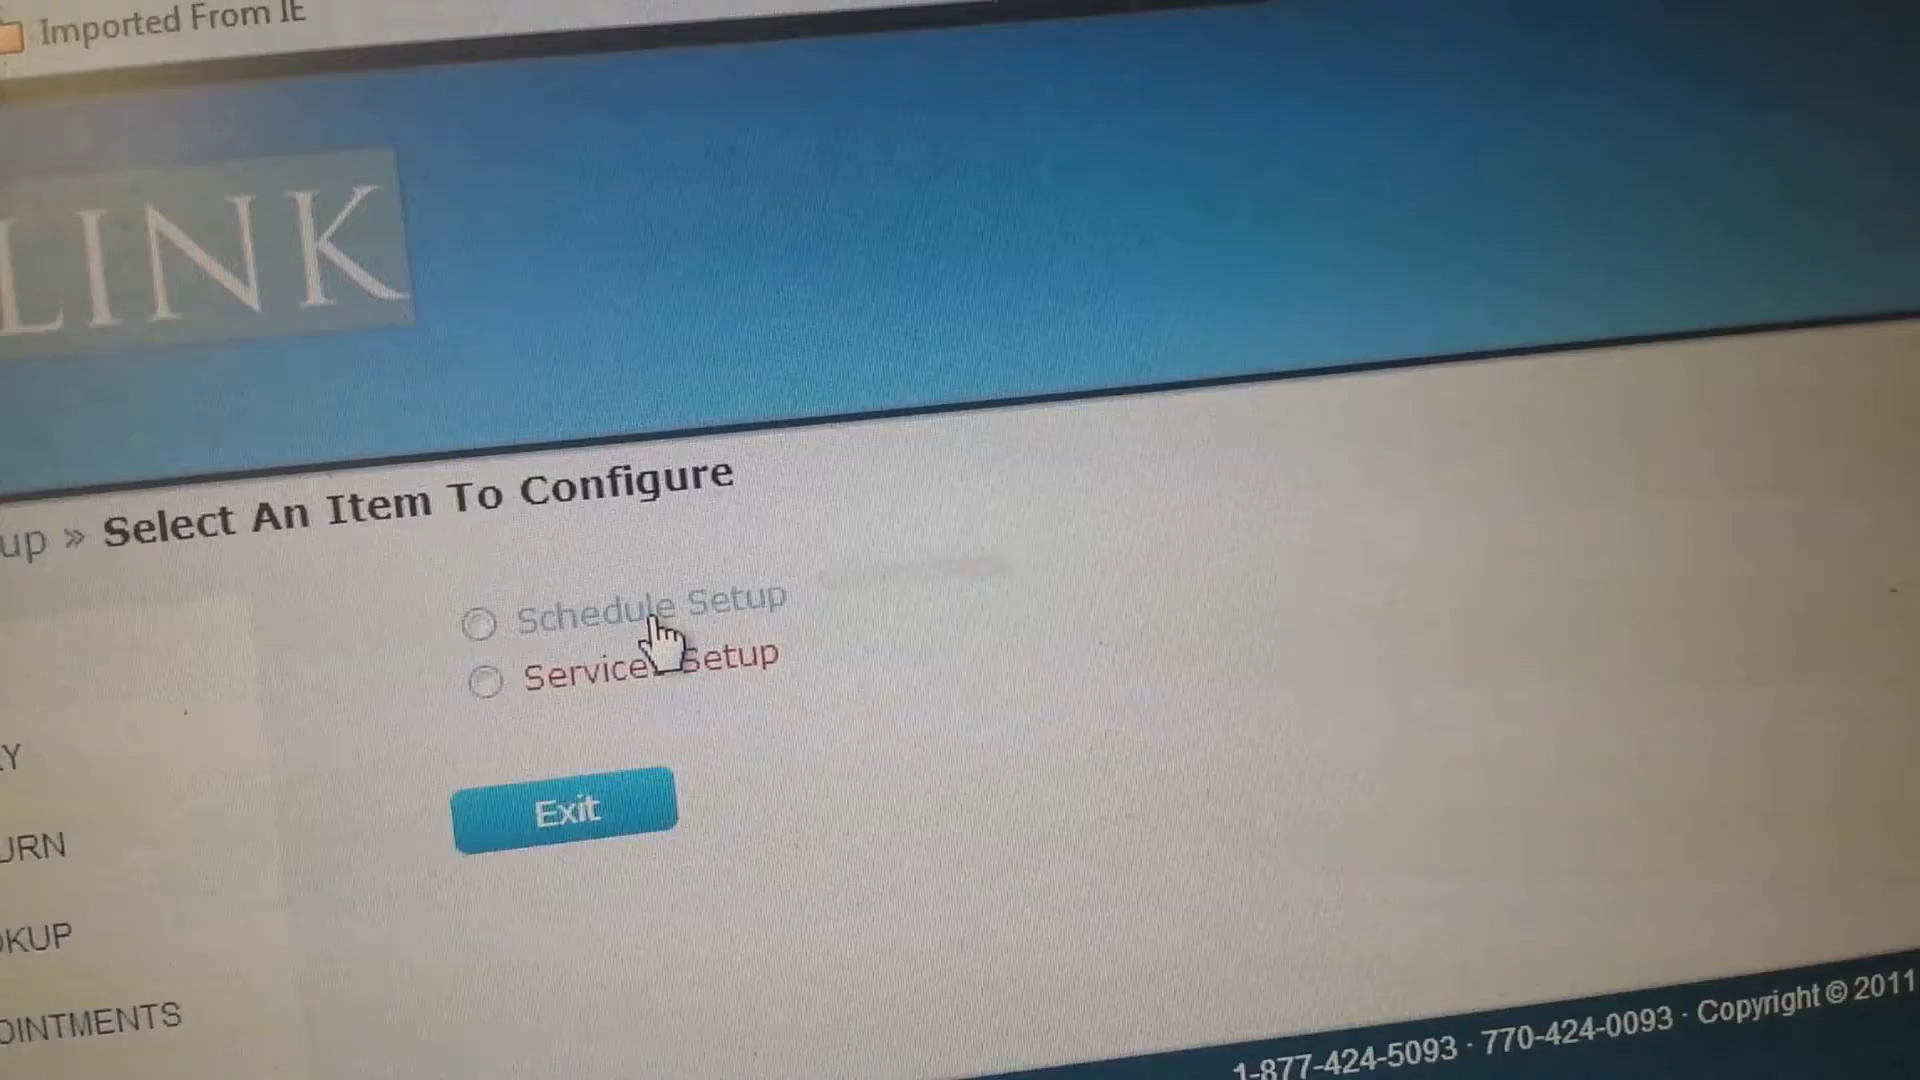 Imported From IE
LINK
up » Select An Item To Configure
Schedule Setup
Service Setup
Exit
Y
URN
OKUP
OINTMENTS
1-877-424-5093 · 770-424-0093 · Copyright © 2011